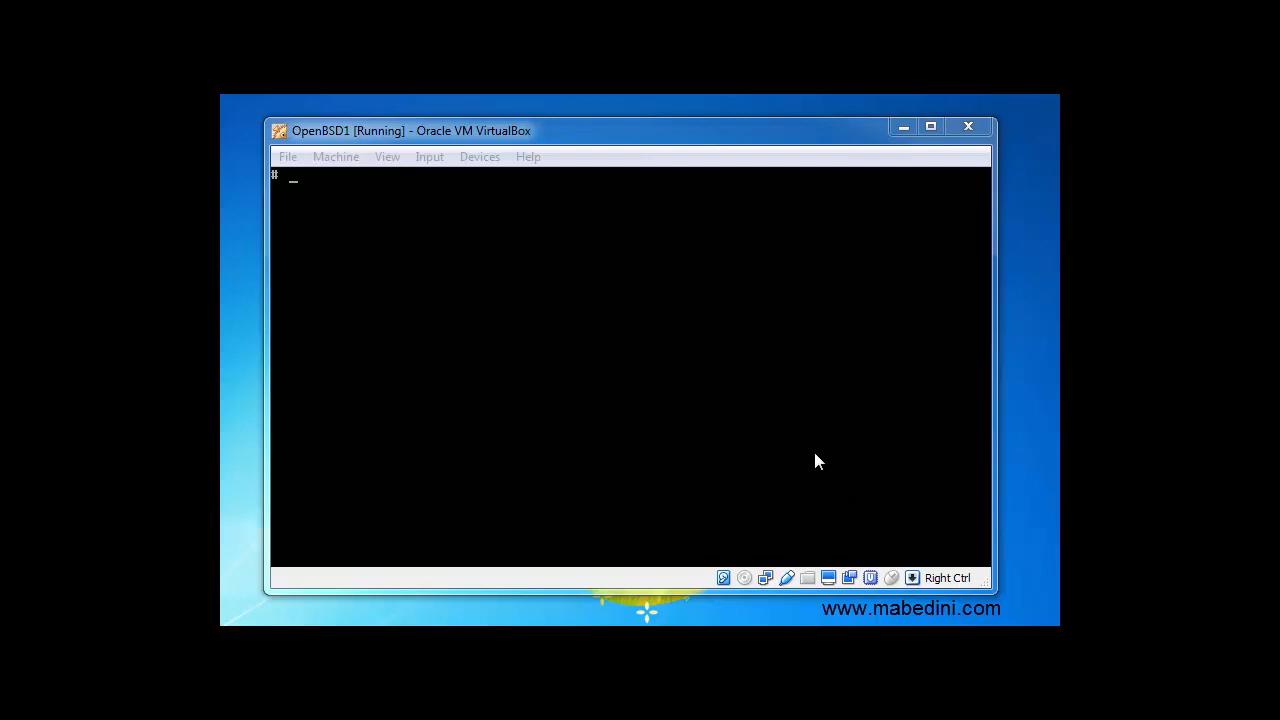 OpenBSD1 [Running] - Oracle VM VirtualBox
File Machine View Input Devices Help
# _
Right Ctrl
www.mabedini.com